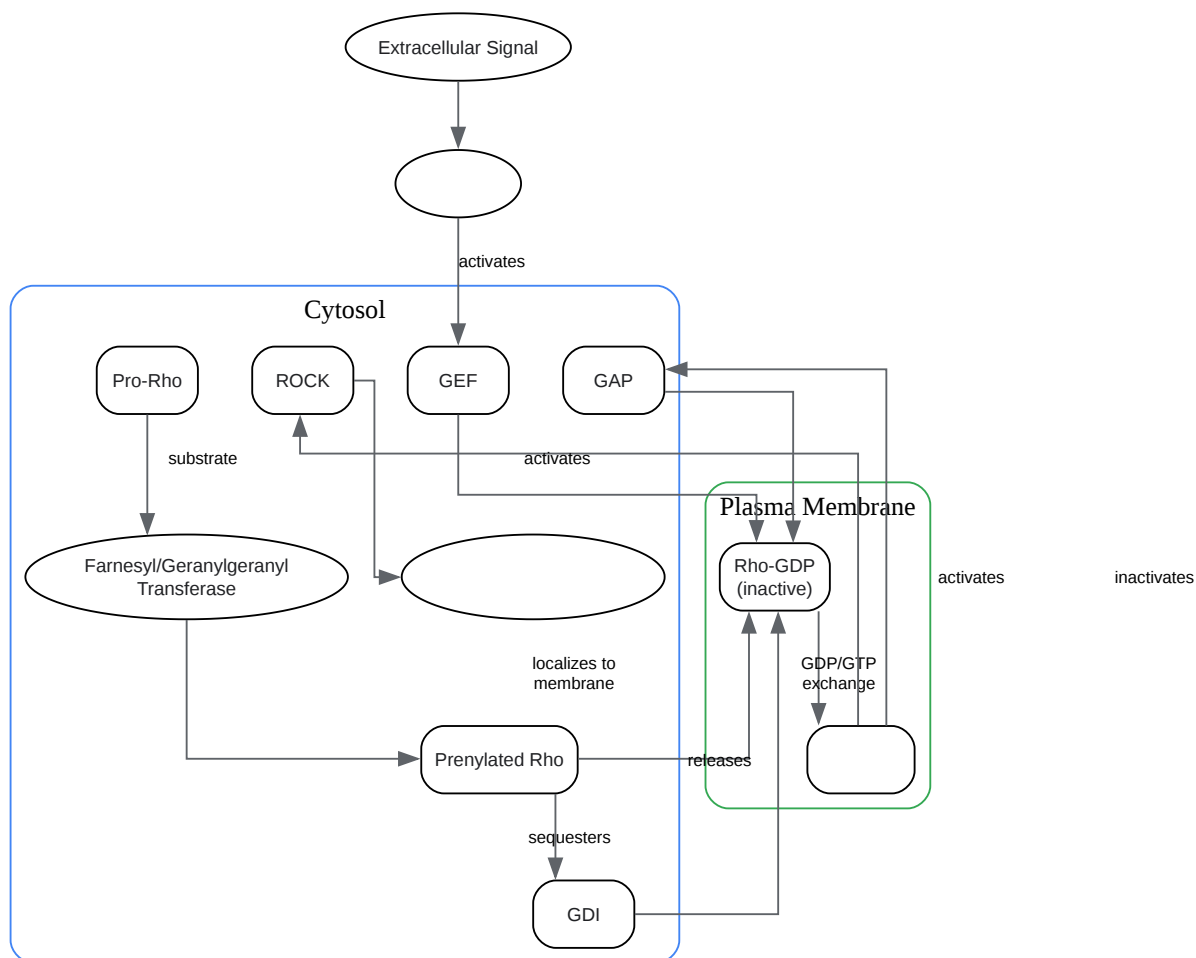 Extracellular Signal
activates
Cytosol
Pro-Rho
ROCK
GEF
GAP
substrate
activates
Plasma Membrane
Farnesyl/Geranylgeranyl
Transferase
Rho-GDP
(inactive)
activates
inactivates
localizes to
membrane
GDP/GTP
exchange
Prenylated Rho
releases
sequesters
GDI